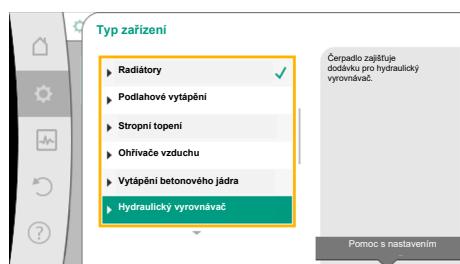 Typ zařízení
Radiátory
Podlahové vytápění
Stropní topení
Ohřívače vzduchu
Vytápění betonového jádra
Hydraulický vyrovnávač
Čerpadlo zajišťuje
dodávku pro hydraulický
vyrovnávač.
Pomoc s nastavením